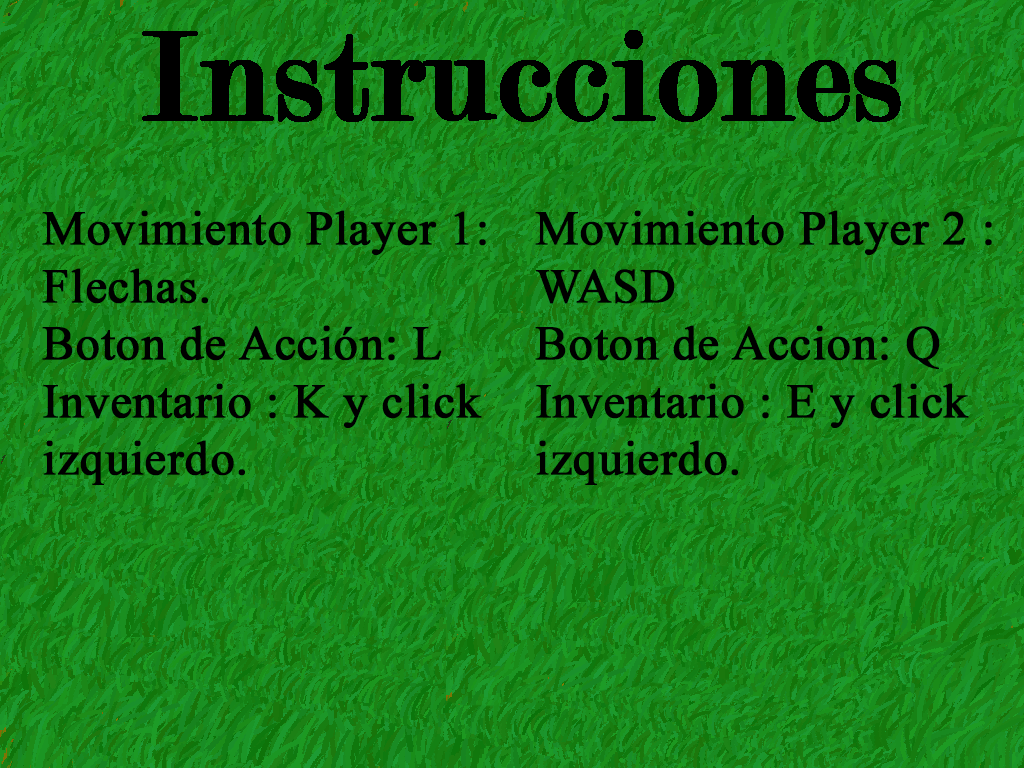 Instrucciones
Movimiento Player 1:
Flechas.
Boton de Acción: L
Inventario : K y click
izquierdo.
Movimiento Player 2 :
WASD
Boton de Accion: Q
Inventario : E y click
izquierdo.